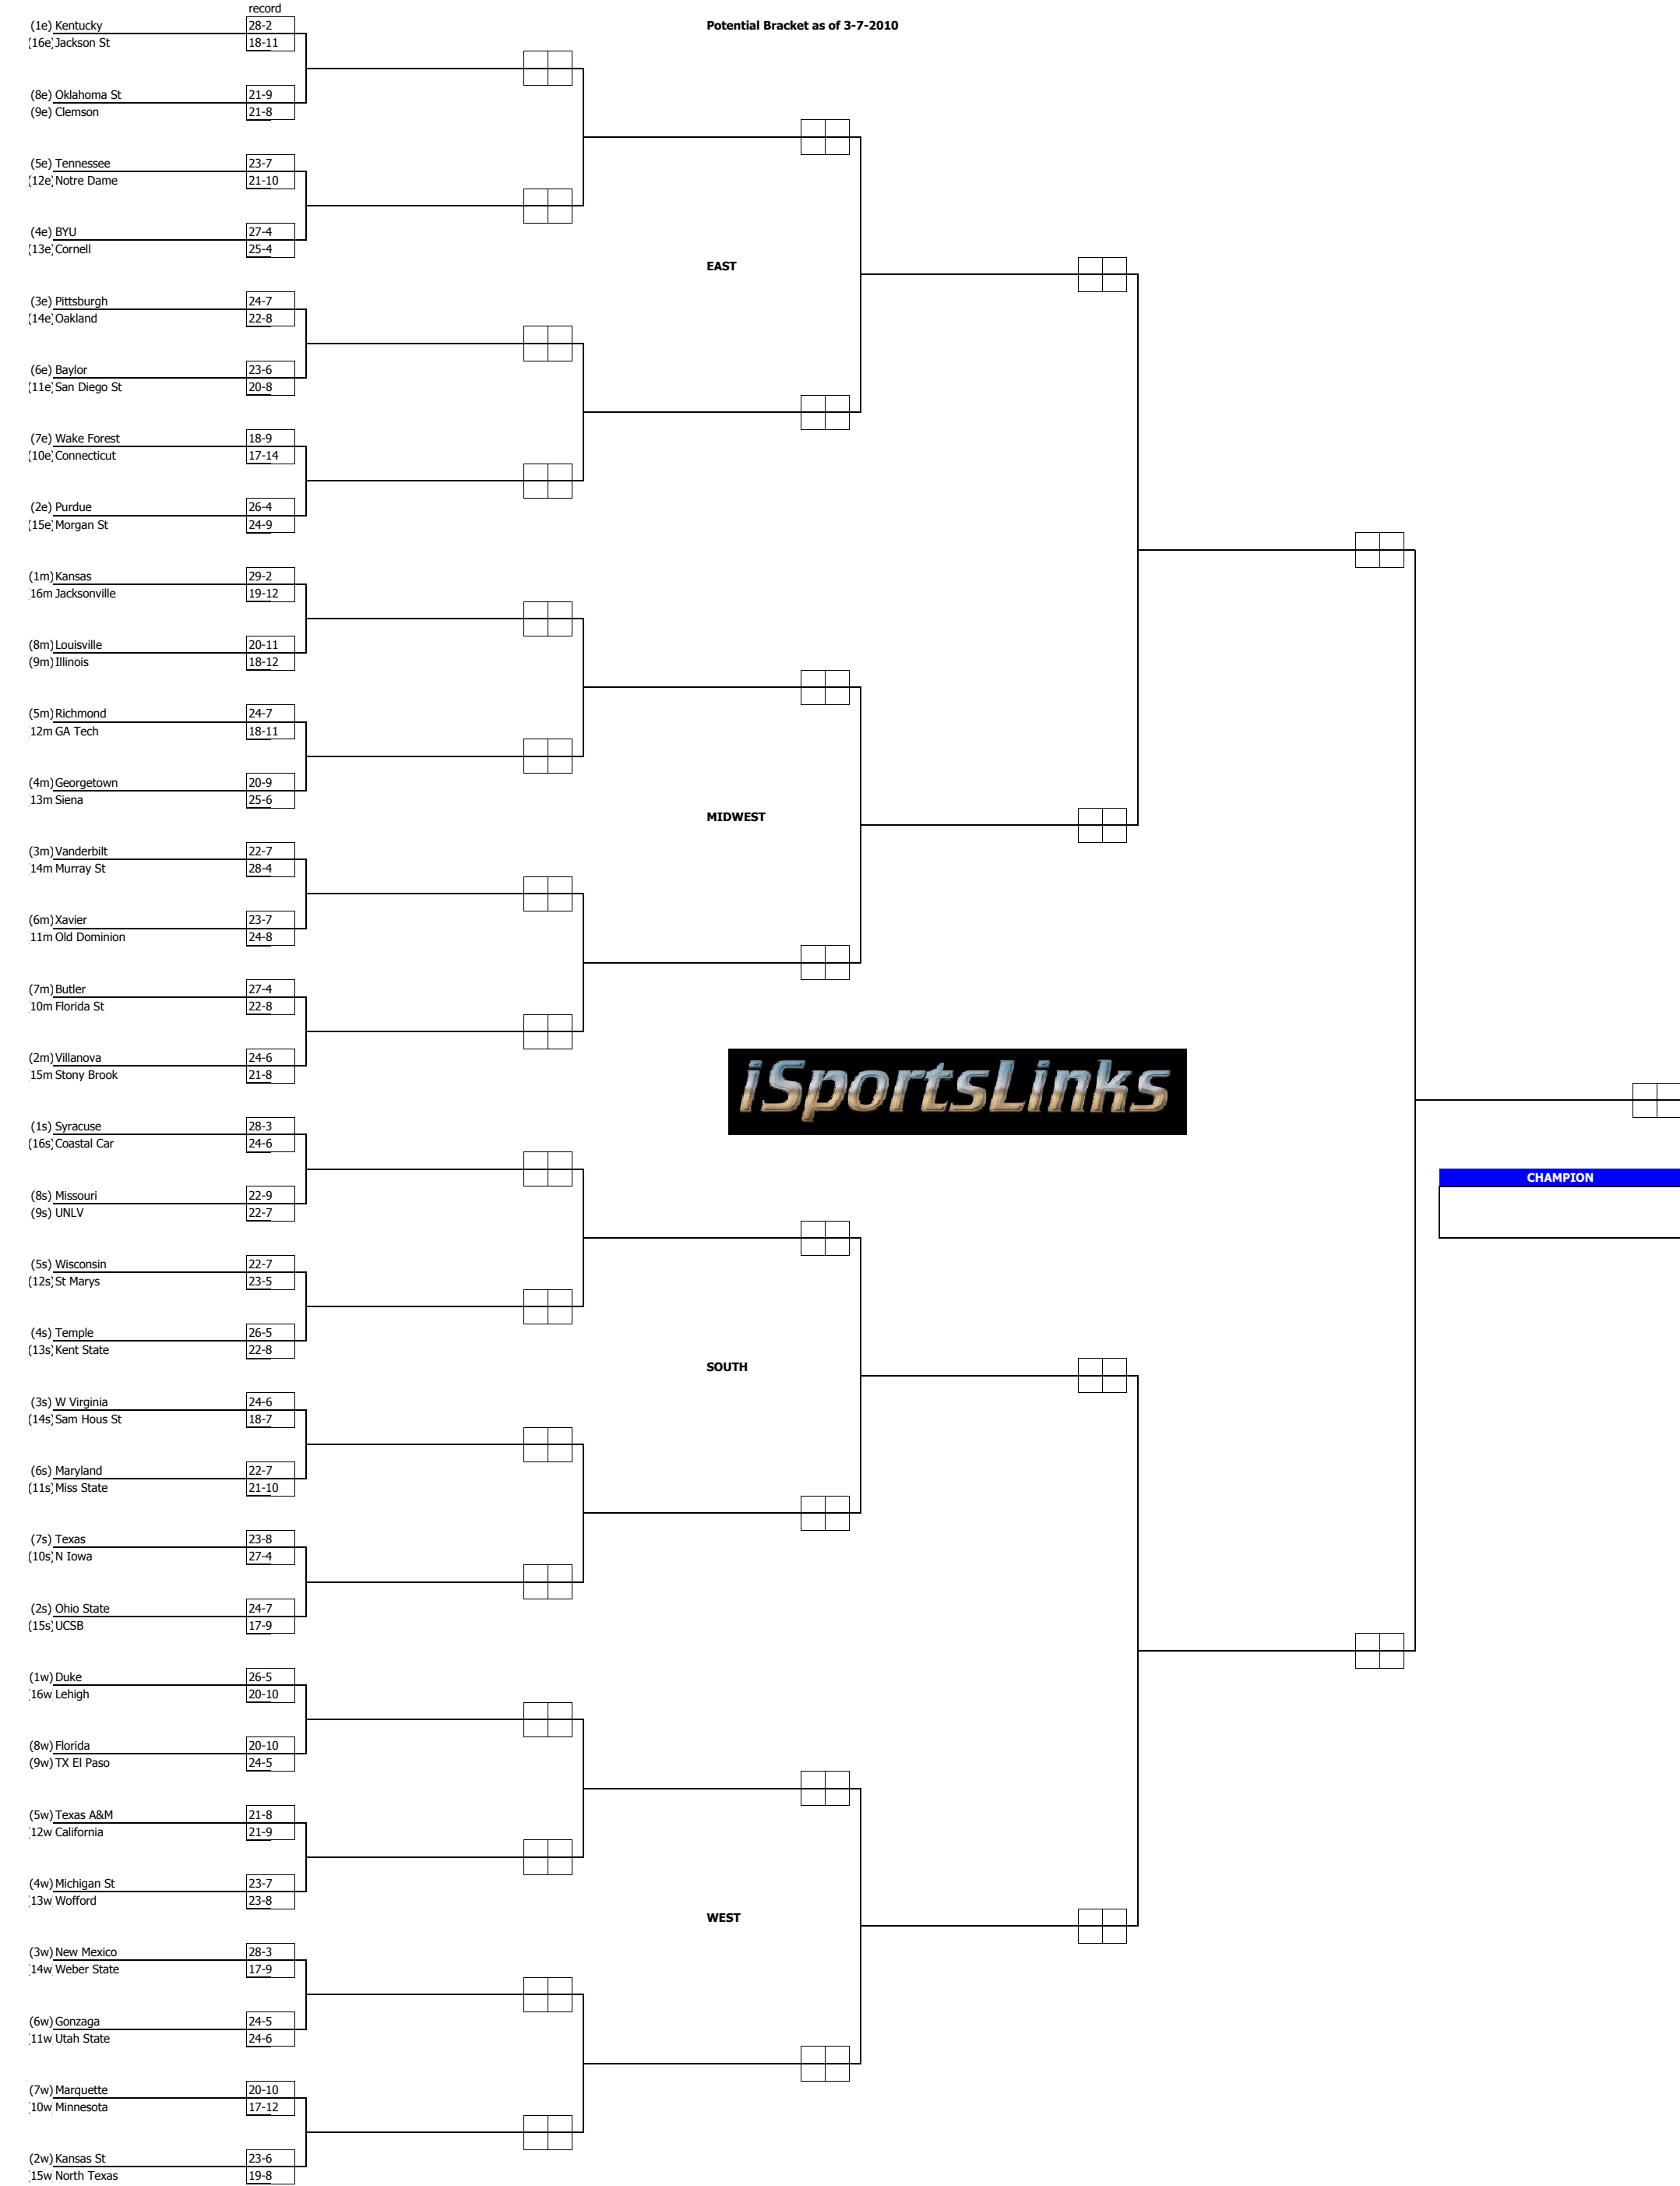 record
(1e) Kentucky 28-2
Potential Bracket as of 3-7-2010
(16e) Jackson St 18-11
(8e) Oklahoma St 21-9
(9e) Clemson 21-8
(5e) Tennessee 23-7
(12e) Notre Dame 21-10
(4e) BYU 27-4
(13e) Cornell 25-4
EAST
(3e) Pittsburgh 24-7
(14e) Oakland 22-8
(6e) Baylor 23-6
(11e) San Diego St 20-8
(7e) Wake Forest 18-9
(10e) Connecticut 17-14
(2e) Purdue 26-4
(15e) Morgan St 24-9
(1m) Kansas 29-2
16m Jacksonville 19-12
(8m) Louisville 20-11
(9m) Illinois 18-12
(5m) Richmond 24-7
12m GA Tech 18-11
(4m) Georgetown 20-9
13m Siena 25-6
MIDWEST
(3m) Vanderbilt 22-7
14m Murray St 28-4
(6m) Xavier 23-7
11m Old Dominion 24-8
(7m) Butler 27-4
10m Florida St 22-8
(2m) Villanova 24-6
15m Stony Brook 21-8
iSportsLinks
(1s) Syracuse 28-3
(16s) Coastal Car 24-6
CHAMPION
(8s) Missouri 22-9
(9s) UNLV 22-7
(5s) Wisconsin 22-7
(12s) St Marys 23-5
(4s) Temple 26-5
(13s) Kent State 22-8
SOUTH
(3s) W Virginia 24-6
(14s) Sam Hous St 18-7
(6s) Maryland 22-7
(11s) Miss State 21-10
(7s) Texas 23-8
(10s) N Iowa 27-4
(2s) Ohio State 24-7
(15s) UCSB 17-9
(1w) Duke 26-5
16w Lehigh 20-10
(8w) Florida 20-10
(9w) TX El Paso 24-5
(5w) Texas A&M 21-8
12w California 21-9
(4w) Michigan St 23-7
13w Wofford 23-8
WEST
(3w) New Mexico 28-3
14w Weber State 17-9
(6w) Gonzaga 24-5
11w Utah State 24-6
(7w) Marquette 20-10
10w Minnesota 17-12
(2w) Kansas St 23-6
15w North Texas 19-8